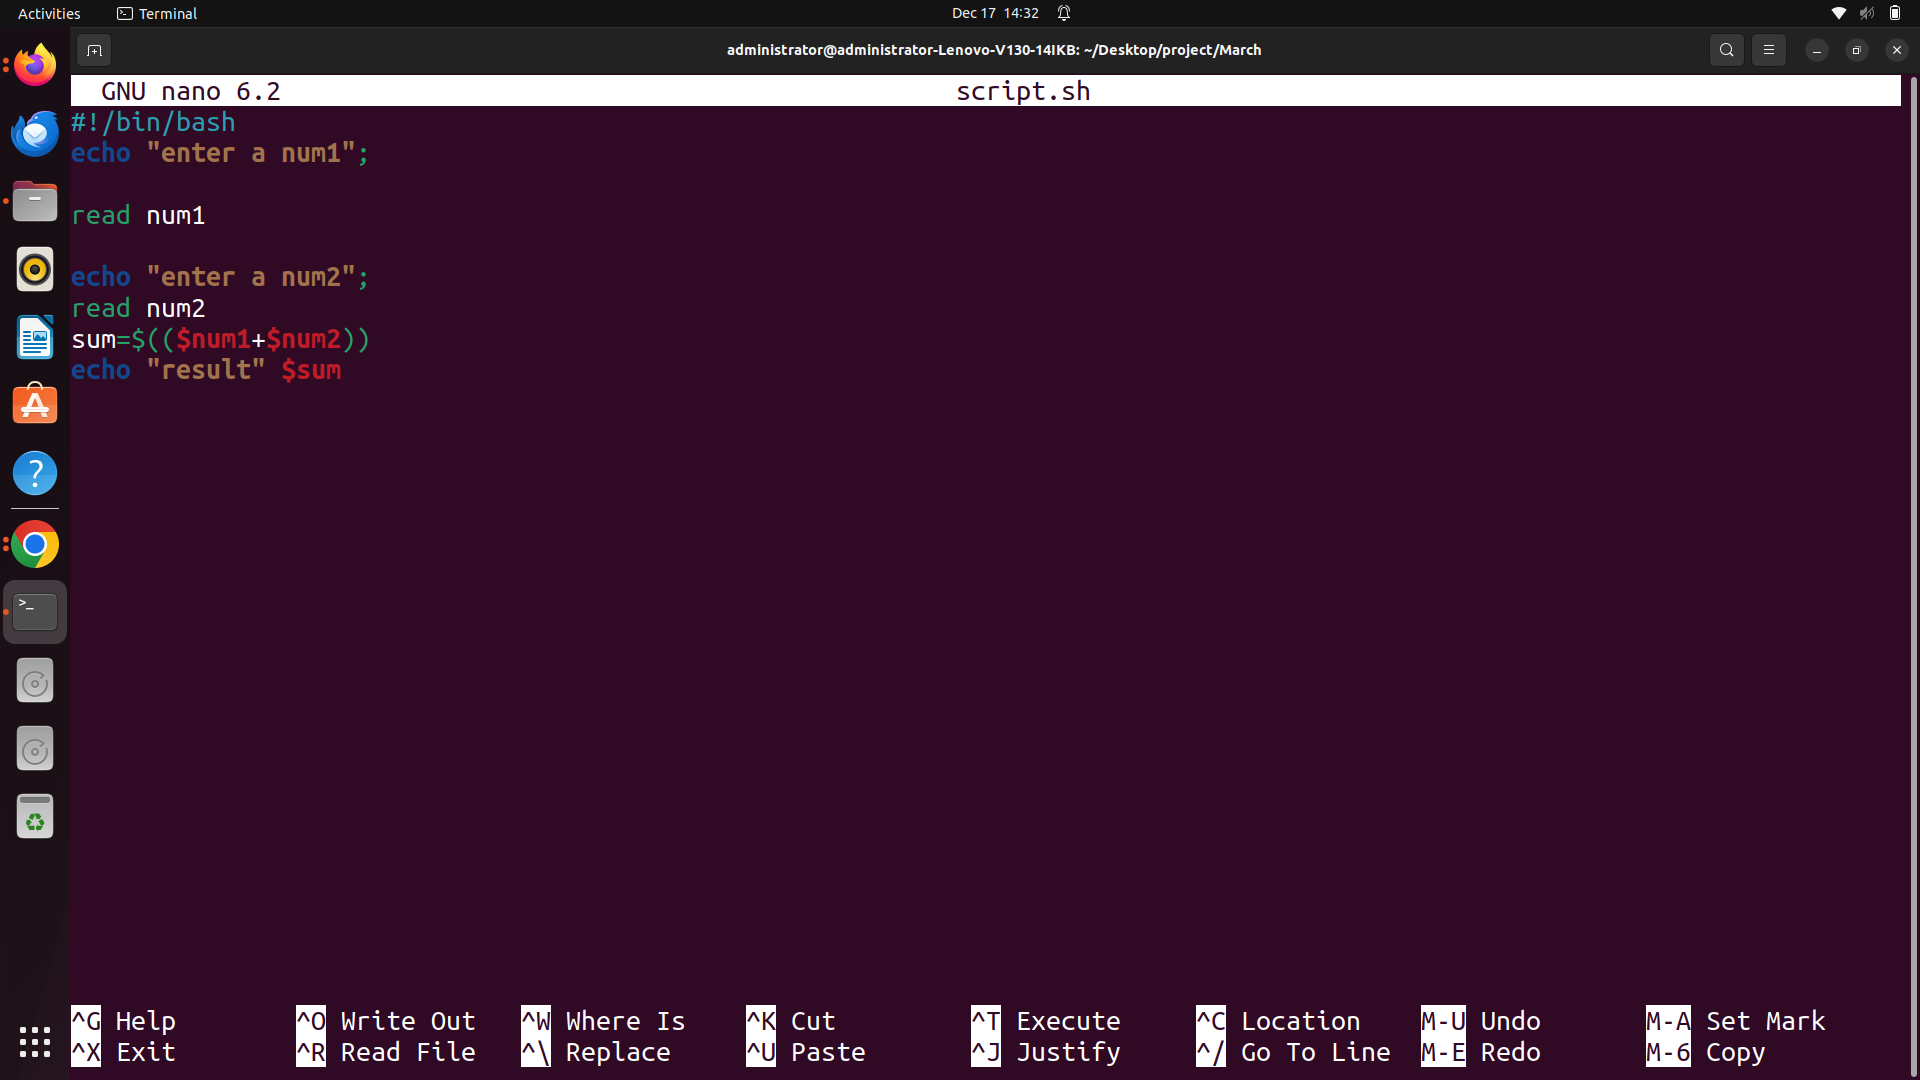 Activities Terminal Dec 17 14:32
administrator@administrator-Lenovo-V130-14IKB: ~/Desktop/project/March
GNU nano 6.2 script.sh
#!/bin/bash
echo "enter a num1";
read num1
echo "enter a num2";
read num2
sum=$(($num1+$num2))
echo "result" $sum
^G Help ^O Write Out ^W Where Is ^K Cut ^T Execute ^C Location M-U Undo M-A Set Mark
^X Exit ^R Read File ^\ Replace ^U Paste ^J Justify ^/ Go To Line M-E Redo M-6 Copy